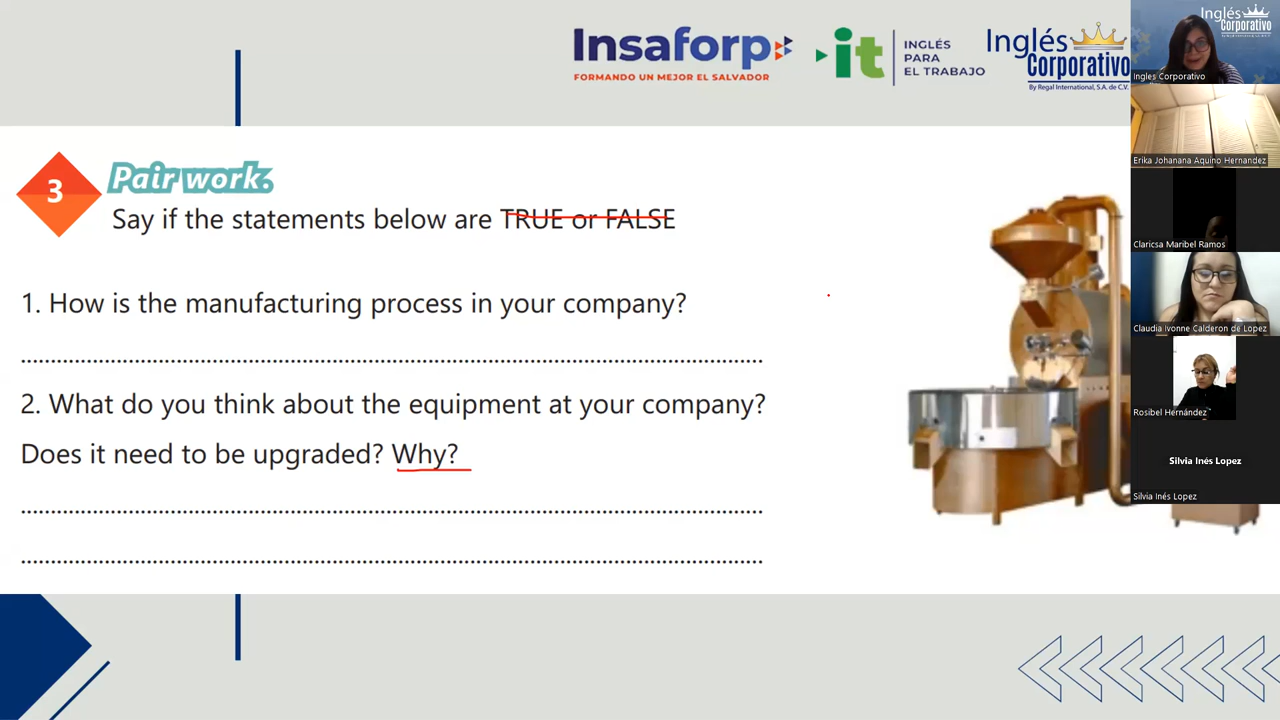 Insaforp
FORMANDO UN MEJOR EL SALVADOR
it
INGLÉS
PARA
EL TRABAJO
Inglés
Corporativo
By Regal International, S.A. de C.V.
3
Pair work.
Say if the statements below are TRUE or FALSE
1. How is the manufacturing process in your company?
2. What do you think about the equipment at your company?
Does it need to be upgraded? Why?
Inglés
Corporativo
Ingles Corporativo
Erika Johanana Aquino Hernandez
Claricsa Maribel Ramos
Claudia Ivonne Calderon de Lopez
Rosibel Hernández
Silvia Inés Lopez
Silvia Inés Lopez